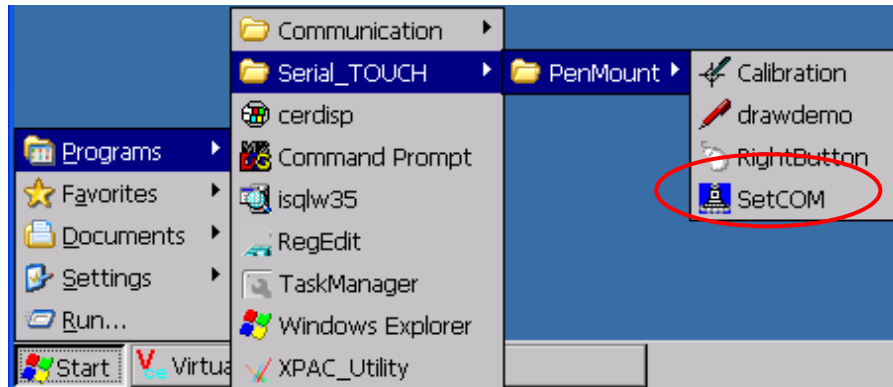 Communication
Serial_TOUCH
cerdisp
Command Prompt
isqlw35
RegEdit
TaskManager
Windows Explorer
XPAC_Utility
PenMount
Calibration
drawdemo
RightButton
SetCOM
Programs
Favorites
Documents
Settings
Run...
Start
Virtua